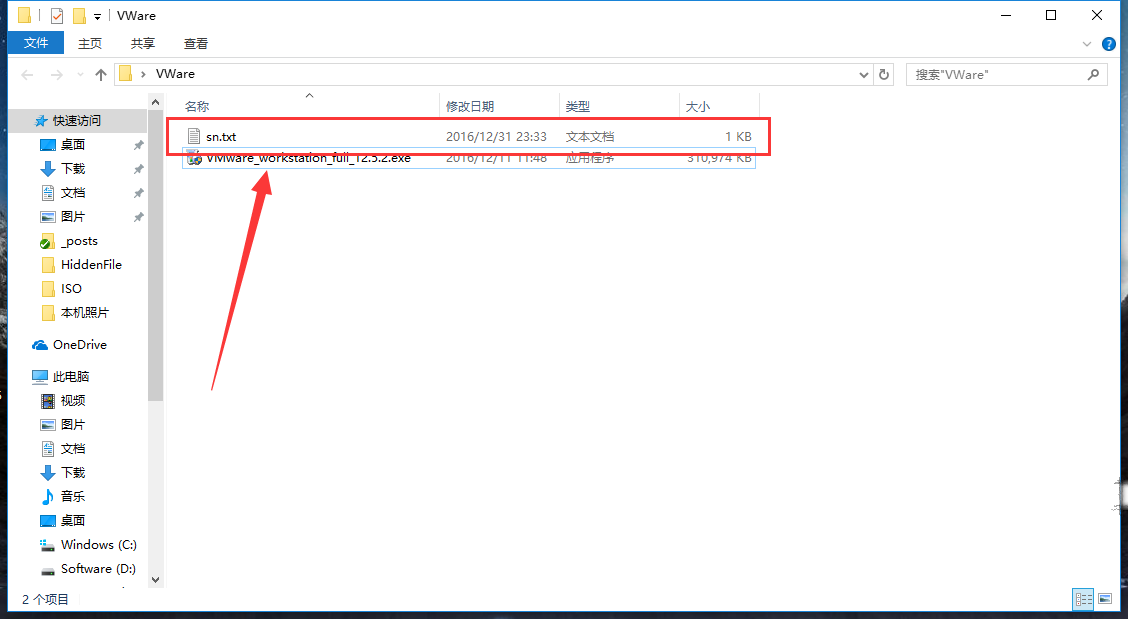 VWare
文件 主页 共享 查看
VWare 搜索"VWare"
名称 修改日期 类型 大小
sn.txt 2016/12/31 23:33 文本文档 1 KB
VMware_workstation_full_12.5.2.exe 2016/12/11 11:46 应用程序 310,974 KB
快速访问
桌面
下载
文档
图片
_posts
HiddenFile
ISO
本机照片
OneDrive
此电脑
视频
图片
文档
下载
音乐
桌面
Windows (C:)
Software (D:)
2 个项目